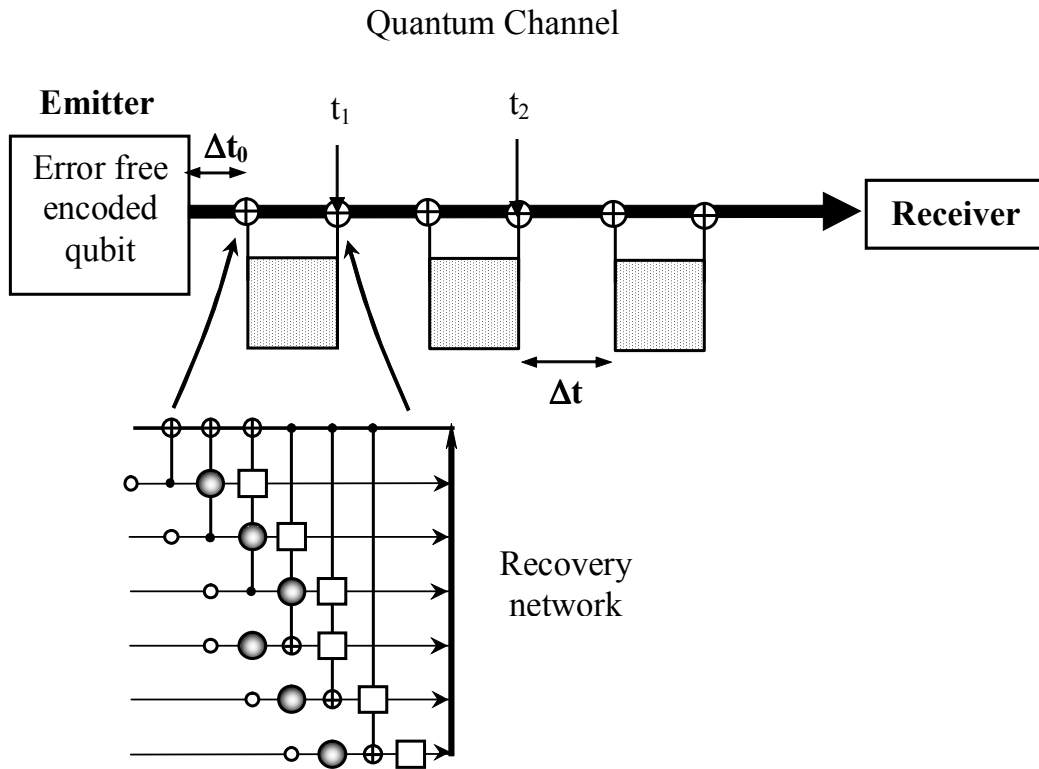 Quantum Channel
Emitter
Error free
encoded
qubit
Δt₀
t₁
t₂
Receiver
Δt
Recovery
network